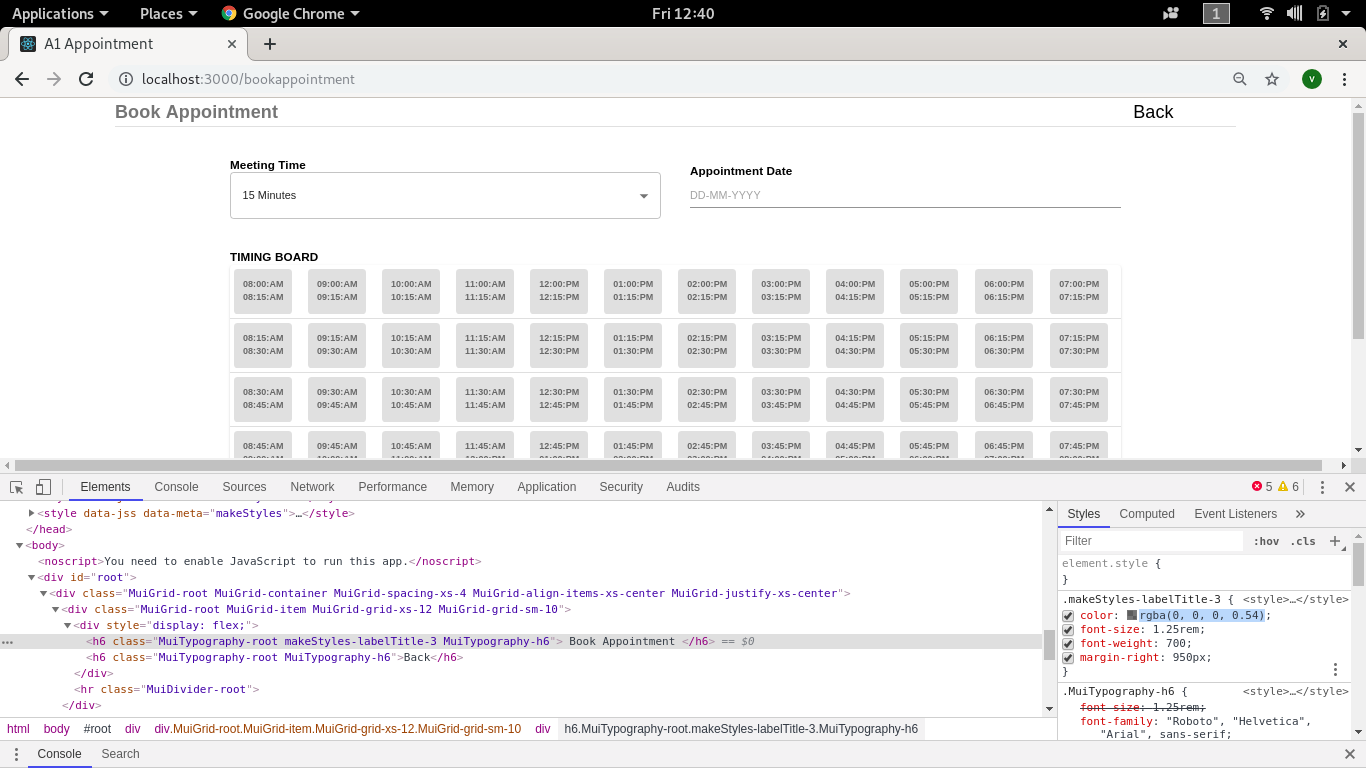 Applications Places Google Chrome Fri 12:40 1
A1 Appointment
localhost:3000/bookappointment V
Book Appointment Back
Meeting Time
15 Minutes
Appointment Date
DD-MM-YYYY
TIMING BOARD
08:00:AM 09:00:AM 10:00:AM 11:00:AM 12:00:PM 01:00:PM 02:00:PM 03:00:PM 04:00:PM 05:00:PM 06:00:PM 07:00:PM
08:15:AM 09:15:AM 10:15:AM 11:15:AM 12:15:PM 01:15:PM 02:15:PM 03:15:PM 04:15:PM 05:15:PM 06:15:PM 07:15:PM
08:15:AM 09:15:AM 10:15:AM 11:15:AM 12:15:PM 01:15:PM 02:15:PM 03:15:PM 04:15:PM 05:15:PM 06:15:PM 07:15:PM
08:30:AM 09:30:AM 10:30:AM 11:30:AM 12:30:PM 01:30:PM 02:30:PM 03:30:PM 04:30:PM 05:30:PM 06:30:PM 07:30:PM
08:30:AM 09:30:AM 10:30:AM 11:30:AM 12:30:PM 01:30:PM 02:30:PM 03:30:PM 04:30:PM 05:30:PM 06:30:PM 07:30:PM
08:45:AM 09:45:AM 10:45:AM 11:45:AM 12:45:PM 01:45:PM 02:45:PM 03:45:PM 04:45:PM 05:45:PM 06:45:PM 07:45:PM
08:45:AM 09:45:AM 10:45:AM 11:45:AM 12:45:PM 01:45:PM 02:45:PM 03:45:PM 04:45:PM 05:45:PM 06:45:PM 07:45:PM
Elements Console Sources Network Performance Memory Application Security Audits 5 6
<style data-jss data-meta="makeStyles">…</style>
</head>
<body>
<noscript>You need to enable JavaScript to run this app.</noscript>
<div id="root">
<div class="MuiGrid-root MuiGrid-container MuiGrid-spacing-xs-4 MuiGrid-align-items-xs-center MuiGrid-justify-xs-center">
<div class="MuiGrid-root MuiGrid-item MuiGrid-grid-xs-12 MuiGrid-grid-sm-10">
<div style="display: flex;">
<h6 class="MuiTypography-root makeStyles-labelTitle-3 MuiTypography-h6"> Book Appointment </h6> == $0
<h6 class="MuiTypography-root MuiTypography-h6">Back</h6>
</div>
<hr class="MuiDivider-root">
</div>
html body #root div div.MuiGrid-root.MuiGrid-item.MuiGrid-grid-xs-12.MuiGrid-grid-sm-10 div h6.MuiTypography-root.makeStyles-labelTitle-3.MuiTypography-h6
Styles Computed Event Listeners »
Filter :hov .cls +
element.style {
}
.makeStyles-labelTitle-3 { <style>…</style>
color: rgba(0, 0, 0, 0.54);
font-size: 1.25rem;
font-weight: 700;
margin-right: 950px;
}
.MuiTypography-h6 { <style>…</style>
font-size: 1.25rem;
font-family: "Roboto", "Helvetica",
"Arial", sans-serif;
Console Search